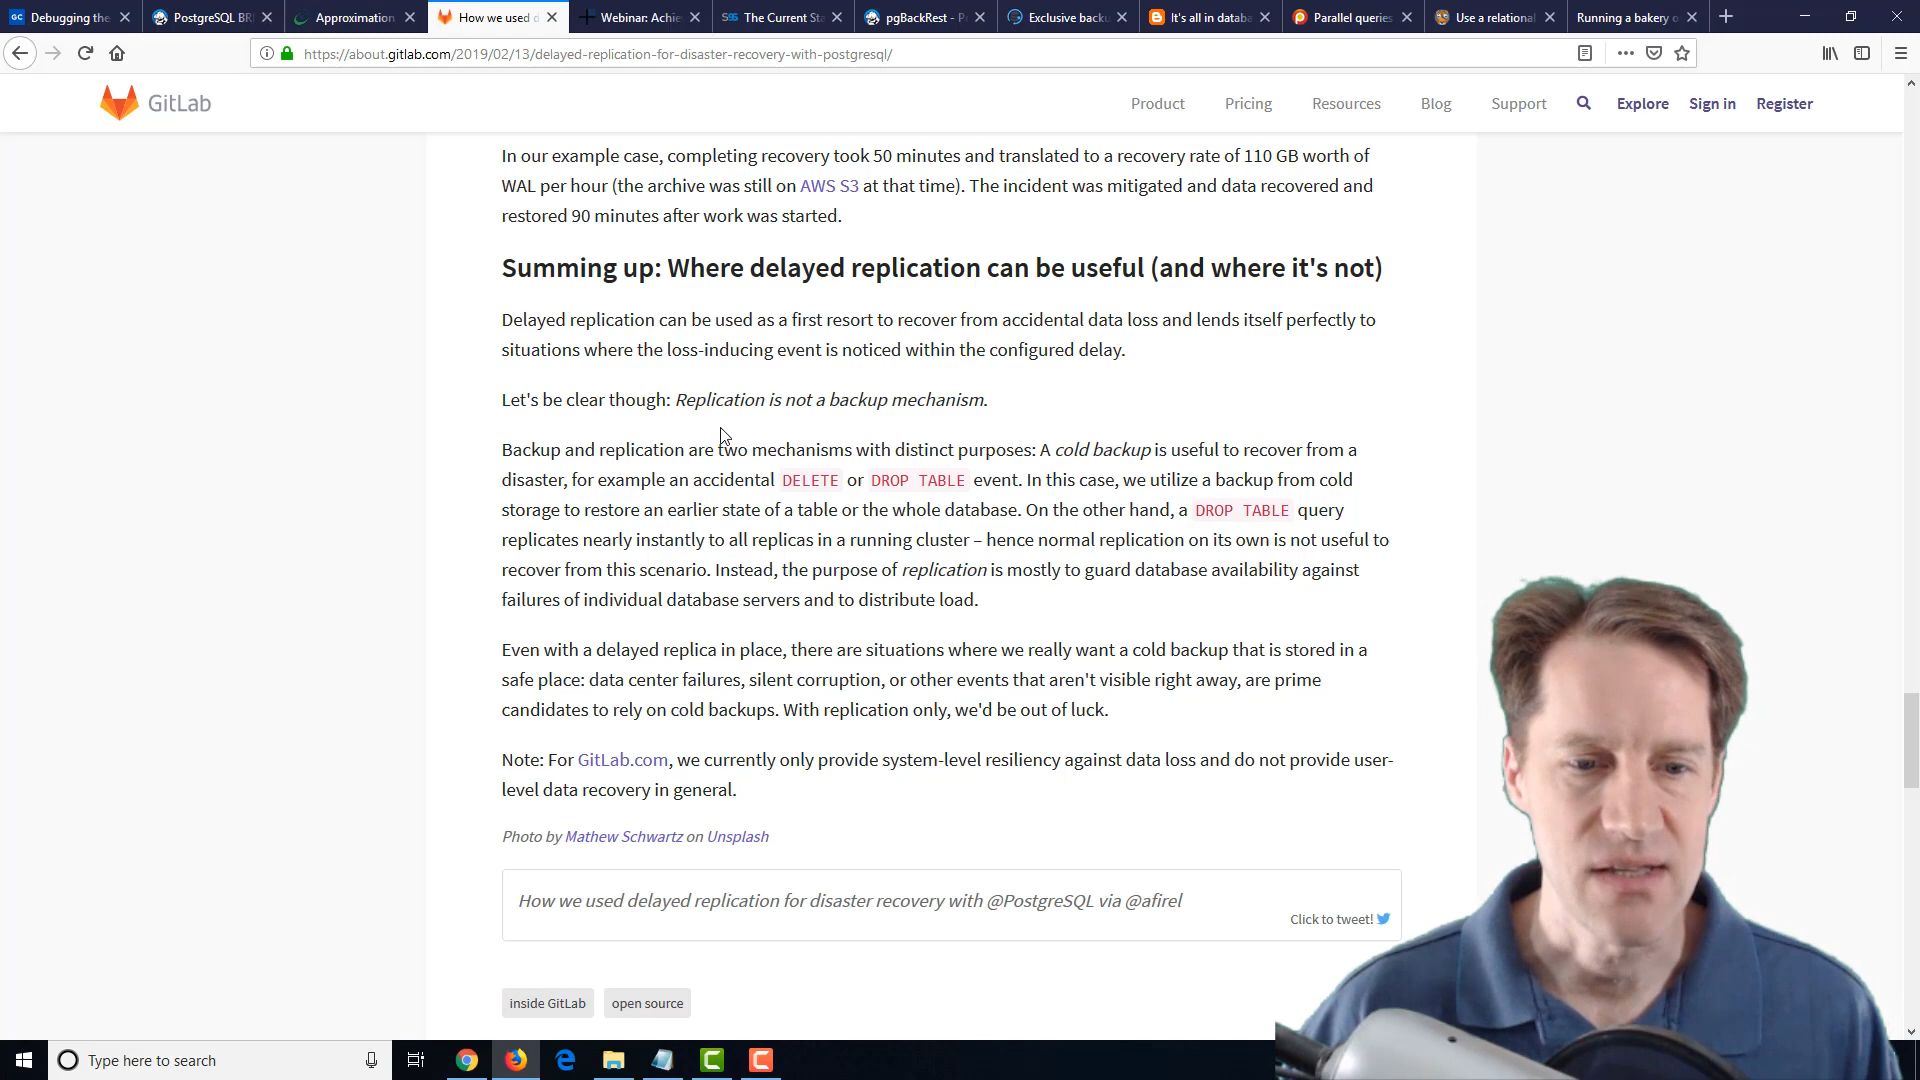 Debugging the
PostgreSQL BR
Approximation
How we used d
Webinar: Achie
The Current Sta
pgBackRest - P
Exclusive backu
It's all in databa
Parallel queries
Use a relational
Running a bakery o
https://about.gitlab.com/2019/02/13/delayed-replication-for-disaster-recovery-with-postgresql/
GitLab
Product
Pricing
Resources
Blog
Support
Explore
Sign in
Register
In our example case, completing recovery took 50 minutes and translated to a recovery rate of 110 GB worth of
WAL per hour (the archive was still on AWS S3 at that time). The incident was mitigated and data recovered and
restored 90 minutes after work was started.
Summing up: Where delayed replication can be useful (and where it's not)
Delayed replication can be used as a first resort to recover from accidental data loss and lends itself perfectly to
situations where the loss-inducing event is noticed within the configured delay.
Let's be clear though: Replication is not a backup mechanism.
Backup and replication are two mechanisms with distinct purposes: A cold backup is useful to recover from a
disaster, for example an accidental DELETE or DROP TABLE event. In this case, we utilize a backup from cold
storage to restore an earlier state of a table or the whole database. On the other hand, a DROP TABLE query
replicates nearly instantly to all replicas in a running cluster – hence normal replication on its own is not useful to
recover from this scenario. Instead, the purpose of replication is mostly to guard database availability against
failures of individual database servers and to distribute load.
Even with a delayed replica in place, there are situations where we really want a cold backup that is stored in a
safe place: data center failures, silent corruption, or other events that aren't visible right away, are prime
candidates to rely on cold backups. With replication only, we'd be out of luck.
Note: For GitLab.com, we currently only provide system-level resiliency against data loss and do not provide user-
level data recovery in general.
Photo by Mathew Schwartz on Unsplash
How we used delayed replication for disaster recovery with @PostgreSQL via @afirel
Click to tweet!
inside GitLab
open source
Type here to search